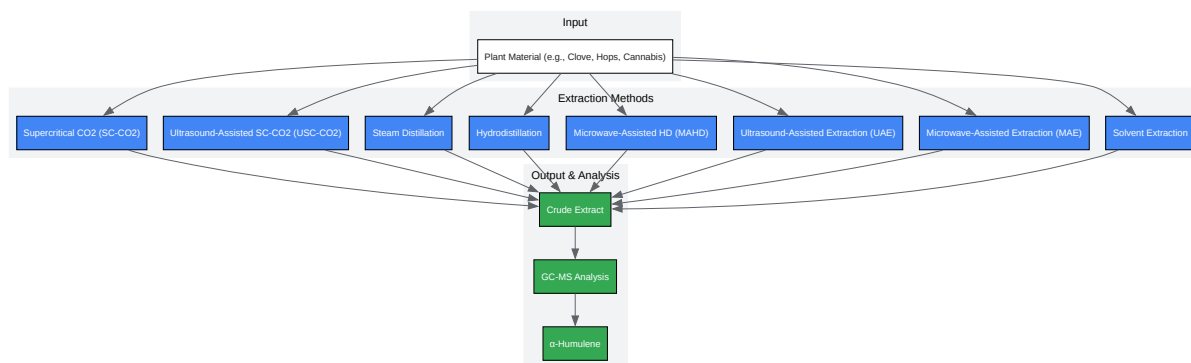 Input
Plant Material (e.g., Clove, Hops, Cannabis)
Extraction Methods
Supercritical CO2 (SC-CO2)
Ultrasound-Assisted SC-CO2 (USC-CO2)
Steam Distillation
Hydrodistillation
Microwave-Assisted HD (MAHD)
Ultrasound-Assisted Extraction (UAE)
Microwave-Assisted Extraction (MAE)
Solvent Extraction
Output & Analysis
Crude Extract
GC-MS Analysis
α-Humulene